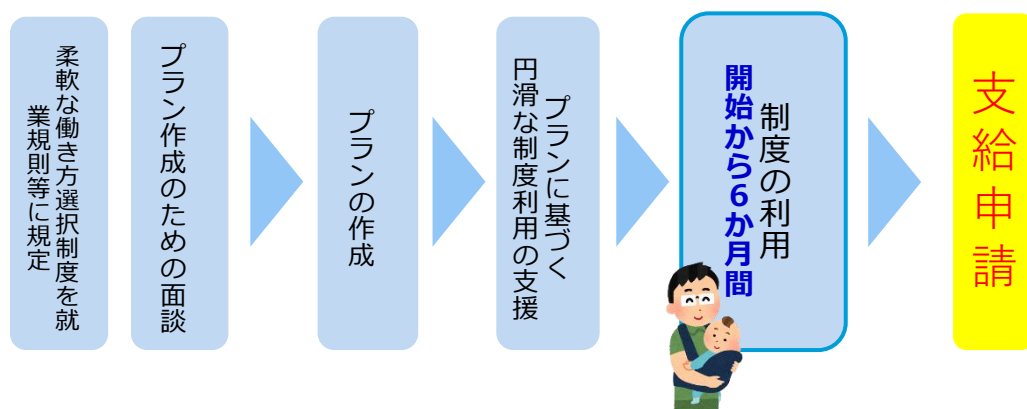 柔軟な働き方選択制度を就
業規則等に規定
プラン作成のための面談
プランの作成
プランに基づく
円滑な制度利用の支援
制度の利用
開始から6か月間
支給申請